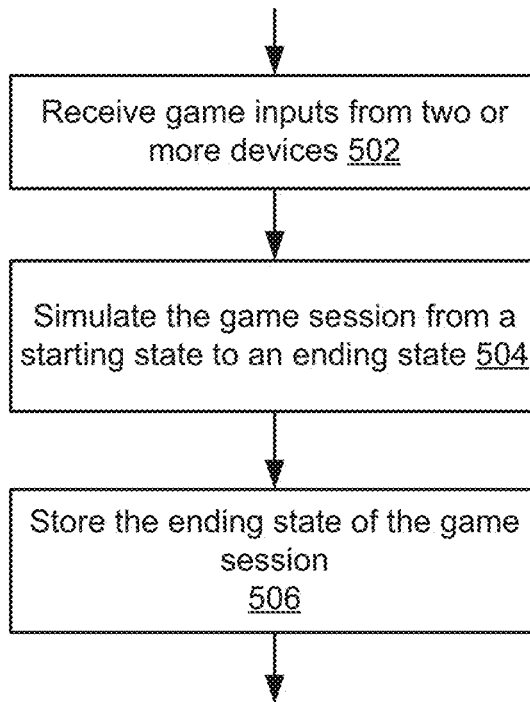 Receive game inputs from two or
more devices 502
Simulate the game session from a
starting state to an ending state 504
Store the ending state of the game
session
506